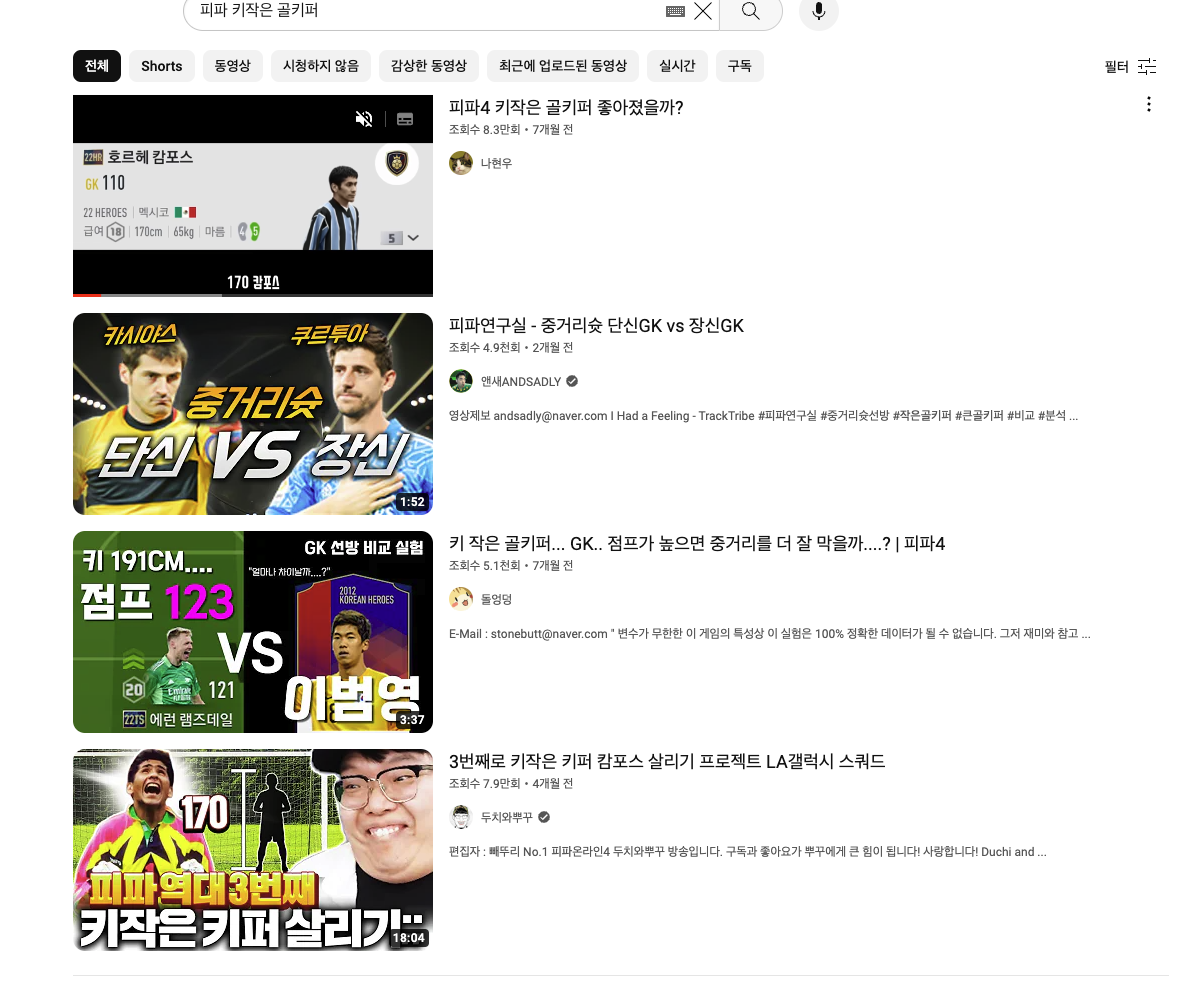 피파 키작은 골키퍼
전체
Shorts
동영상
시청하지 않음
감상한 동영상
최근에 업로드된 동영상
실시간
구독
필터
22HR 호르헤 캄포스
GK 110
22 HEROES 멕시코
급여 18 170cm 65kg 마름 4 5
5
170 캄포스
피파4 키작은 골키퍼 좋아졌을까?
조회수 8.3만회 • 7개월 전
나현우
카시야스
쿠르투아
중거리슛
단신 VS 장신
1:52
피파연구실 - 중거리슛 단신GK vs 장신GK
조회수 4.9천회 • 2개월 전
앤새ANDSADLY
영상제보 andsadly@naver.com I Had a Feeling - TrackTribe #피파연구실 #중거리슛선방 #작은골키퍼 #큰골키퍼 #비교 #분석 ...
키 191CM....
점프 123
GK 선방 비교 실험
"얼마나 차이날까....?"
2012
KOREAN HEROES
VS
20
121
22TS 에런 램즈데일
이범영
3:37
키 작은 골키퍼... GK.. 점프가 높으면 중거리를 더 잘 막을까....? | 피파4
조회수 5.1천회 • 7개월 전
돌엉덩
E-Mail : stonebutt@naver.com " 변수가 무한한 이 게임의 특성상 이 실험은 100% 정확한 데이터가 될 수 없습니다. 그저 재미와 참고 ...
170
피파 역대 3번째
키작은 키퍼 살리기..
18:04
3번째로 키작은 키퍼 캄포스 살리기 프로젝트 LA갤럭시 스쿼드
조회수 7.9만회 • 4개월 전
두치와뿌꾸
편집자 : 빼뚜리 No.1 피파온라인4 두치와뿌꾸 방송입니다. 구독과 좋아요가 뿌꾸에게 큰 힘이 됩니다! 사랑합니다! Duchi and ...